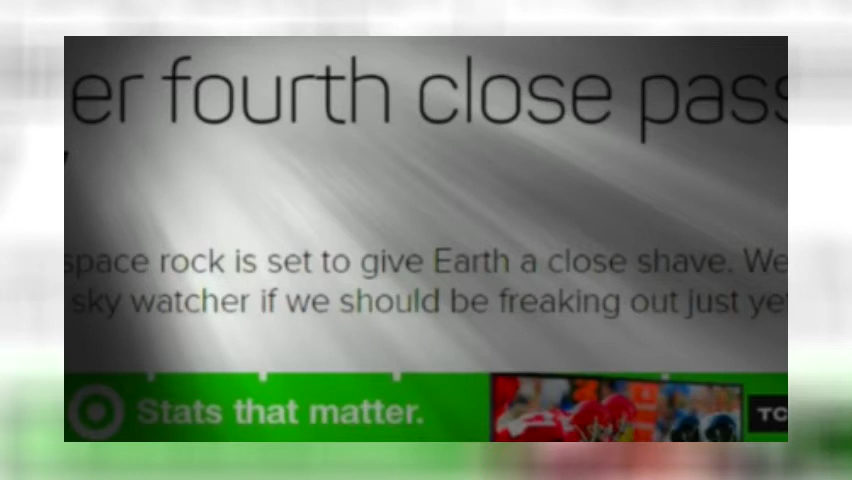 er fourth close pass
space rock is set to give Earth a close shave. We
sky watcher if we should be freaking out just yet
Stats that matter.
TC